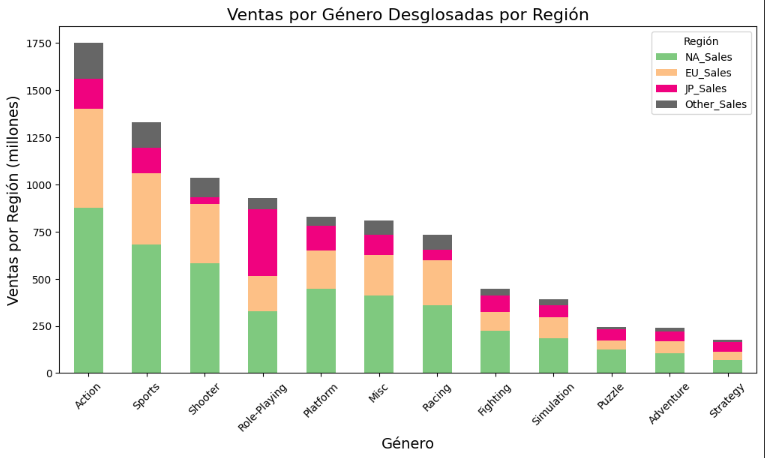 Ventas por Género Desglosadas por Región
Ventas por Región (millones)
1750
1500
1250
1000
750
500
250
0
Región
NA_Sales
EU_Sales
JP_Sales
Other_Sales
Action
Sports
Shooter
Role-Playing
Platform
Misc
Racing
Fighting
Simulation
Puzzle
Adventure
Strategy
Género